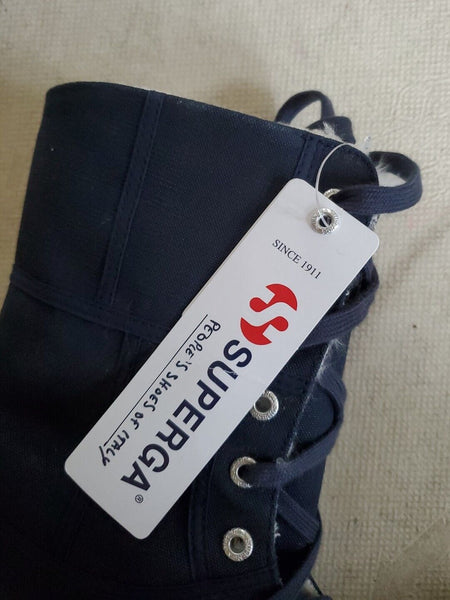 SINCE 1911
SUPERGA®
PEOPLE'S SHOES OF ITALY